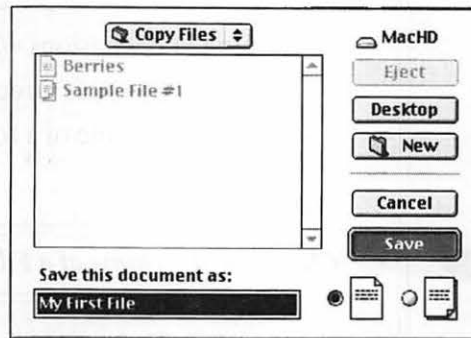 Copy Files
MacHD
Berries
Sample File #1
Eject
Desktop
New
Cancel
Save
Save this document as:
My First File